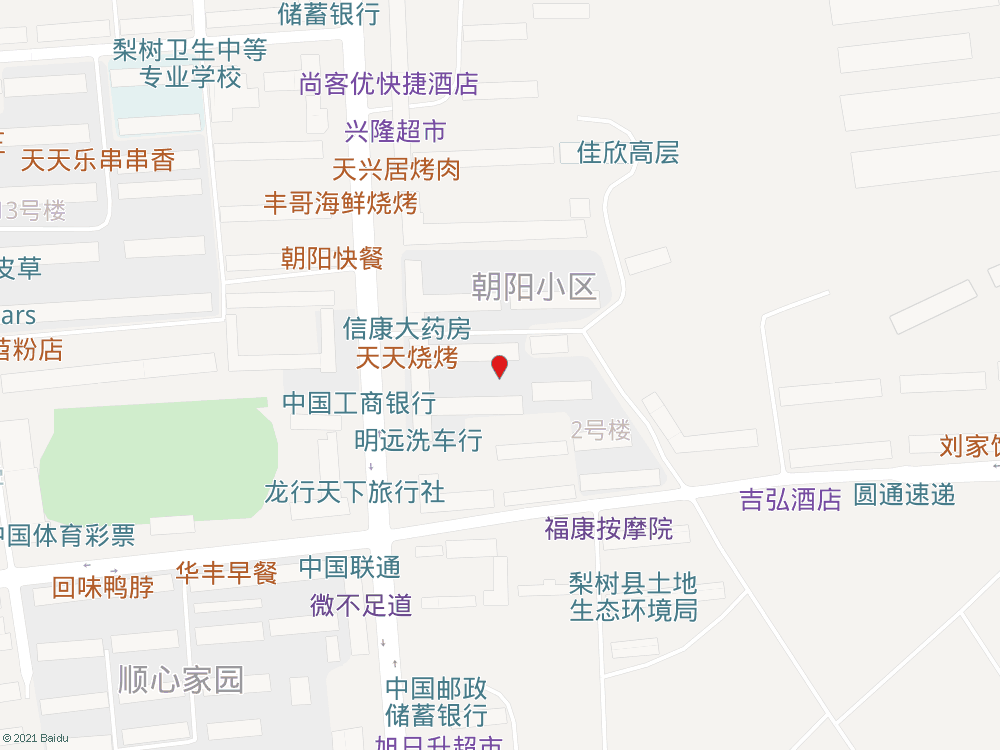 储蓄银行
梨树卫生中等
专业学校
尚客优快捷酒店
兴隆超市
天天乐串串香
天兴居烤肉
佳欣高层
13号楼
丰哥海鲜烧烤
朝阳快餐
皮草
朝阳小区
ars
信康大药房
粉店
天天烧烤
中国工商银行
2号楼
明远洗车行
刘家馆
龙行天下旅行社
吉弘酒店
圆通速递
中国体育彩票
福康按摩院
华丰早餐
中国联通
回味鸭脖
微不足道
梨树县土地
生态环境局
顺心家园
中国邮政
储蓄银行
旭日升超市
© 2021 Baidu